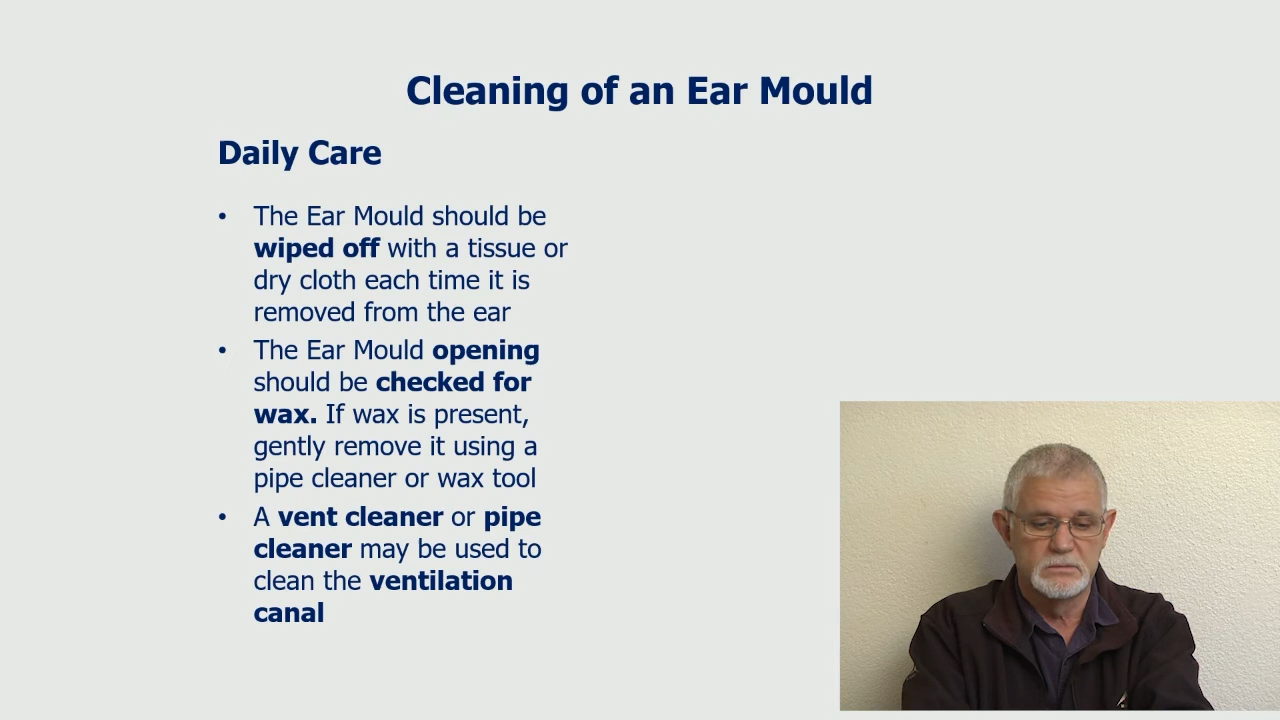 Cleaning of an Ear Mould
Daily Care
• The Ear Mould should be
wiped off with a tissue or
dry cloth each time it is
removed from the ear
• The Ear Mould opening
should be checked for
wax. If wax is present,
gently remove it using a
pipe cleaner or wax tool
• A vent cleaner or pipe
cleaner may be used to
clean the ventilation
canal